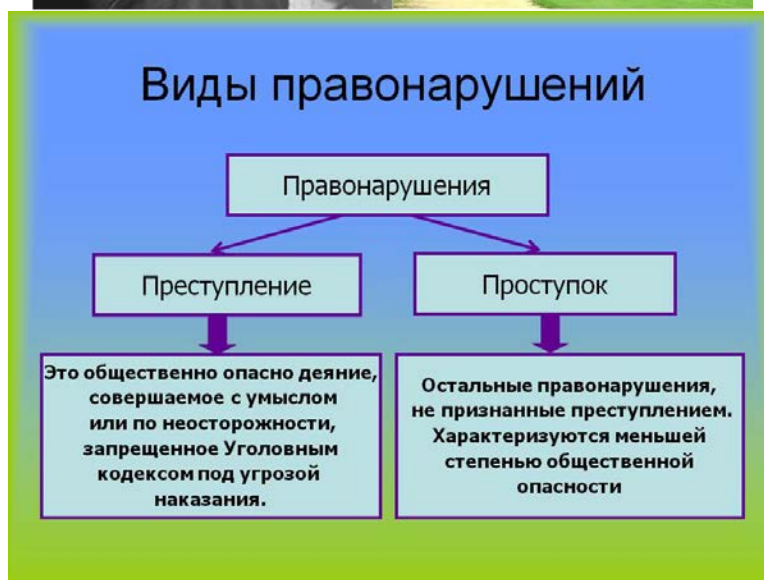 Виды правонарушений
Правонарушения
Преступление
Проступок
Это общественно опасно деяние,
совершаемое с умыслом
или по неосторожности,
запрещенное Уголовным
кодексом под угрозой
наказания.
Остальные правонарушения,
не признанные преступлением.
Характеризуются меньшей
степенью общественной
опасности